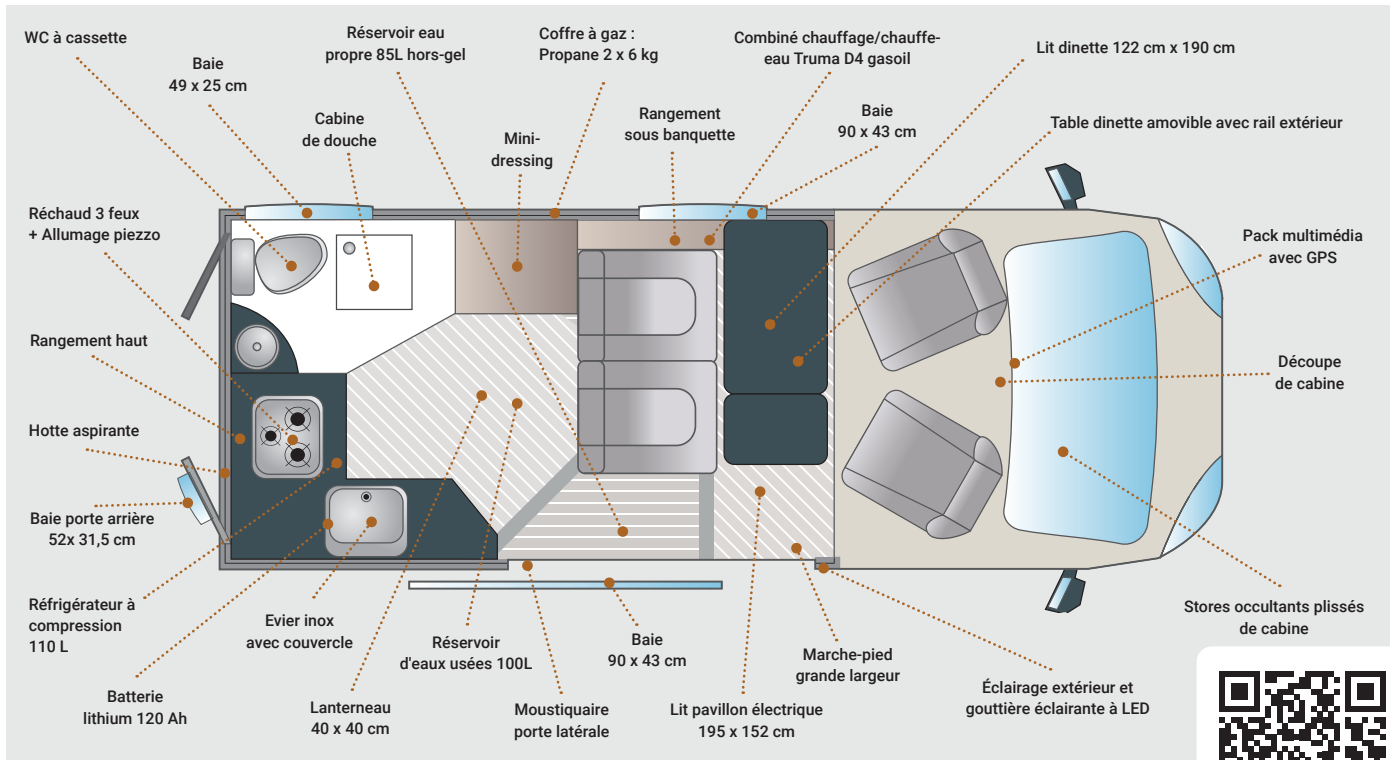 WC à cassette
Baie
49 x 25 cm
Réservoir eau
propre 85L hors-gel
Coffre à gaz :
Propane 2 x 6 kg
Combiné chauffage/chauffe-
eau Truma D4 gasoil
Lit dinette 122 cm x 190 cm
Cabine
de douche
Mini-
dressing
Rangement
sous banquette
Baie
90 x 43 cm
Table dinette amovible avec rail extérieur
Réchaud 3 feux
+ Allumage piezzo
Pack multimédia
avec GPS
Rangement haut
Découpe
de cabine
Hotte aspirante
Baie porte arrière
52x 31,5 cm
Réfrigérateur à
compression
110 L
Evier inox
avec couvercle
Réservoir
d'eaux usées 100L
Baie
90 x 43 cm
Marche-pied
grande largeur
Stores occultants plissés
de cabine
Batterie
lithium 120 Ah
Lanterneau
40 x 40 cm
Moustiquaire
porte latérale
Lit pavillon électrique
195 x 152 cm
Éclairage extérieur et
gouttière éclairante à LED